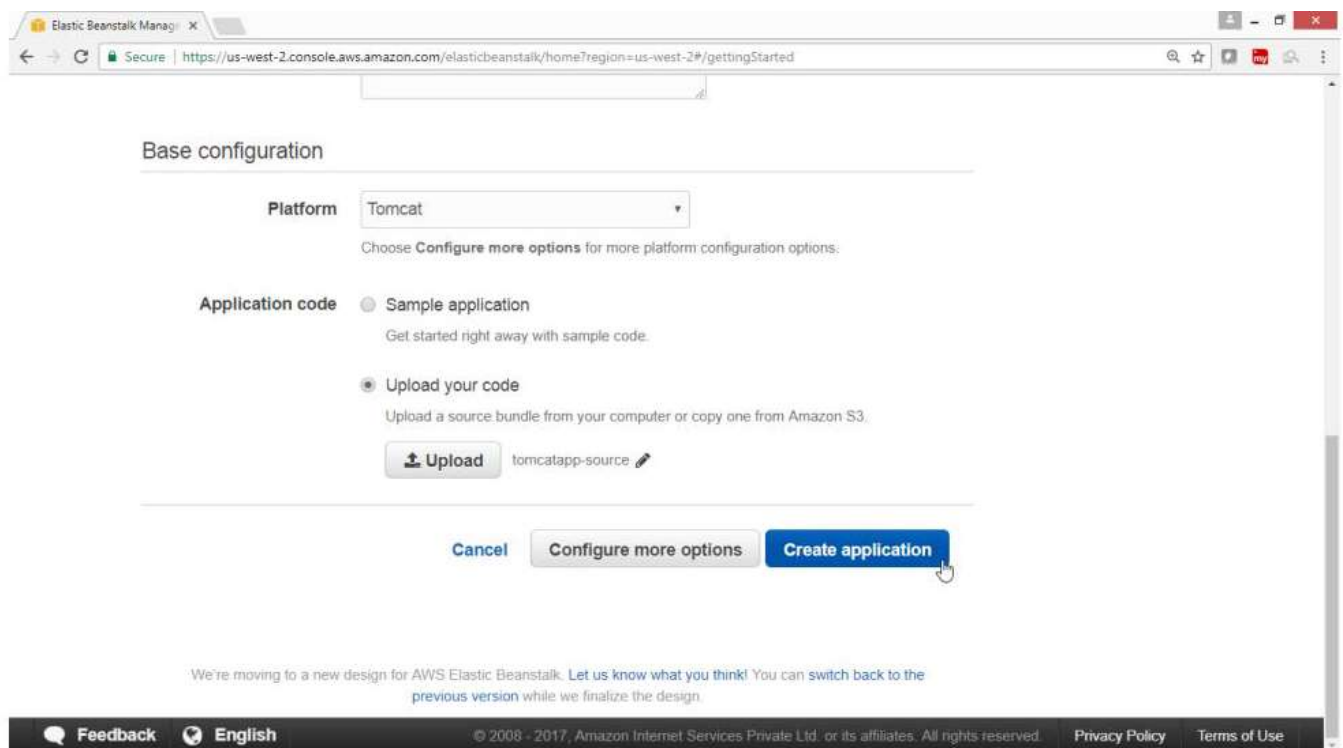 Elastic Beanstalk Manag
Secure | https://us-west-2.console.aws.amazon.com/elasticbeanstalk/home?region=us-west-2#/gettingStarted
my
Base configuration
Platform
Tomcat
Choose Configure more options for more platform configuration options.
Application code
Sample application
Get started right away with sample code.
Upload your code
Upload a source bundle from your computer or copy one from Amazon S3.
Upload tomcatapp-source
Cancel Configure more options Create application
We're moving to a new design for AWS Elastic Beanstalk. Let us know what you think! You can switch back to the
previous version while we finalize the design.
Feedback English © 2008 - 2017, Amazon Internet Services Private Ltd. or its affiliates. All rights reserved. Privacy Policy Terms of Use